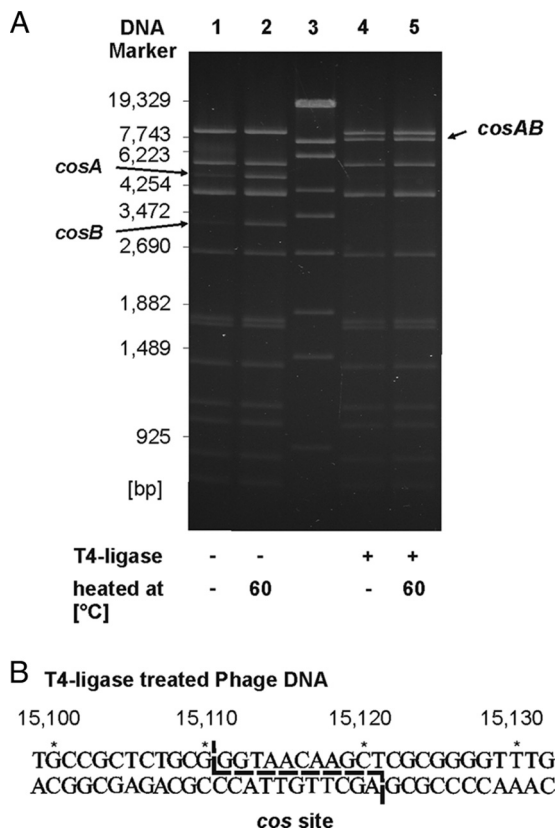 A
DNA Marker 1 2 3 4 5
19,329
7,743
cosAB
6,223
cosA
4,254
3,472
cosB
2,690
1,882
1,489
925
[bp]
T4-ligase - - + +
heated at [°C] - 60 - 60
B T4-ligase treated Phage DNA
15,100 15,110 15,120 15,130
* * * *
TGCCGCTCTGCGGGTAACAAGCTCGCGGGGTTTG
ACGGCGAGACGCCCATTGTTCGAGCGCCCCAAAC
cos site